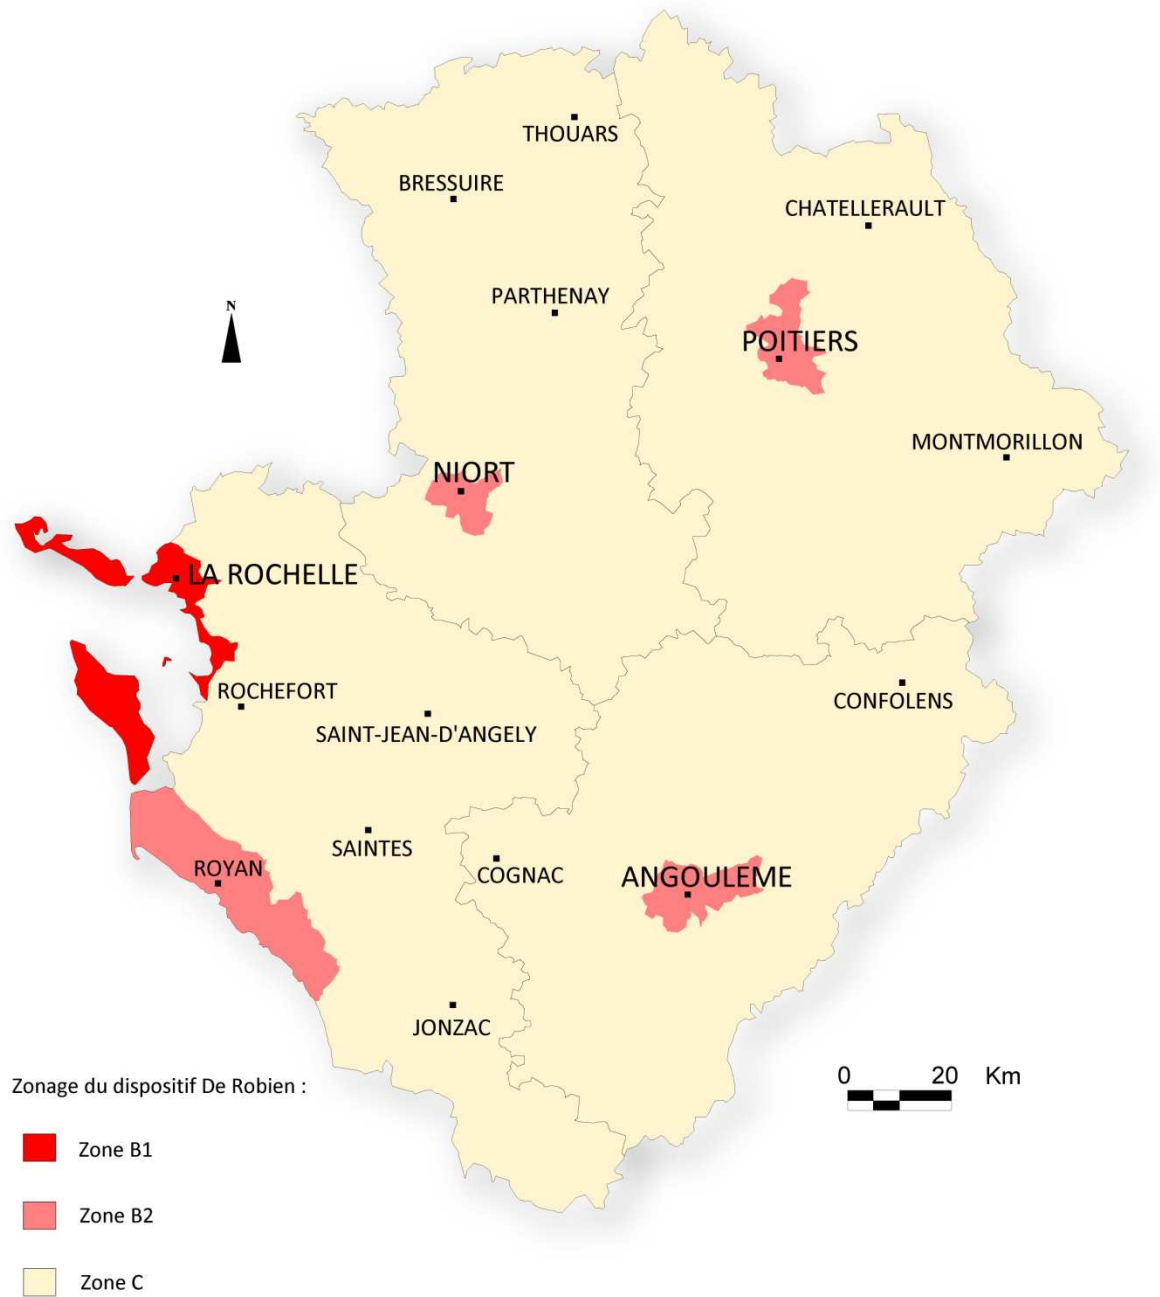 THOUARS
BRESSUIRE
CHATELLERAULT
PARTHENAY
N
POITIERS
MONTMORILLON
NIORT
LA ROCHELLE
ROCHEFORT
CONFOLENS
SAINT-JEAN-D'ANGELY
SAINTES
ROYAN
COGNAC
ANGOULEME
JONZAC
0 20 Km
Zonage du dispositif De Robien :
Zone B1
Zone B2
Zone C